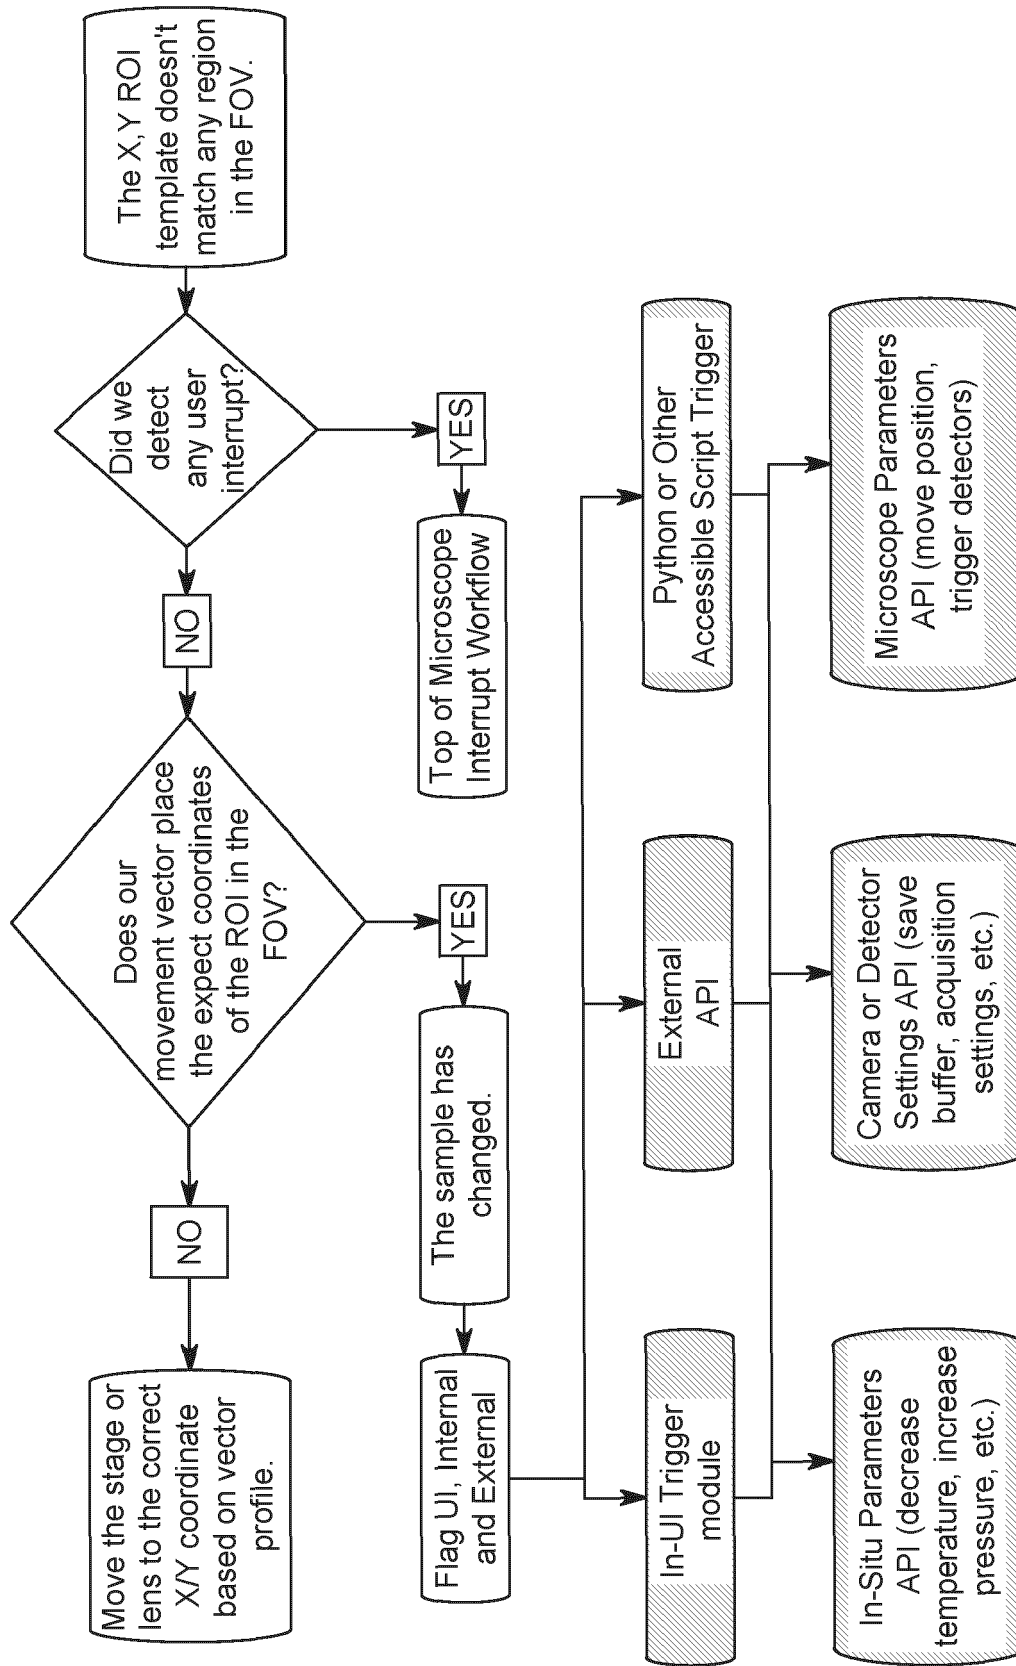 The X,Y ROI
template doesn't
match any region
in the FOV.
Did we
detect
any user
interrupt?
YES
Top of Microscope
Interrupt Workflow
NO
Does our
movement vector place
the expect coordinates
of the ROI in the
FOV?
NO
Move the stage or
lens to the correct
X/Y coordinate
based on vector
profile.
YES
The sample has
changed.
Flag UI, Internal
and External
In-UI Trigger
module
External
API
Python or Other
Accessible Script Trigger
In-Situ Parameters
API (decrease
temperature, increase
pressure, etc.)
Camera or Detector
Settings API (save
buffer, acquisition
settings, etc.)
Microscope Parameters
API (move position,
trigger detectors)